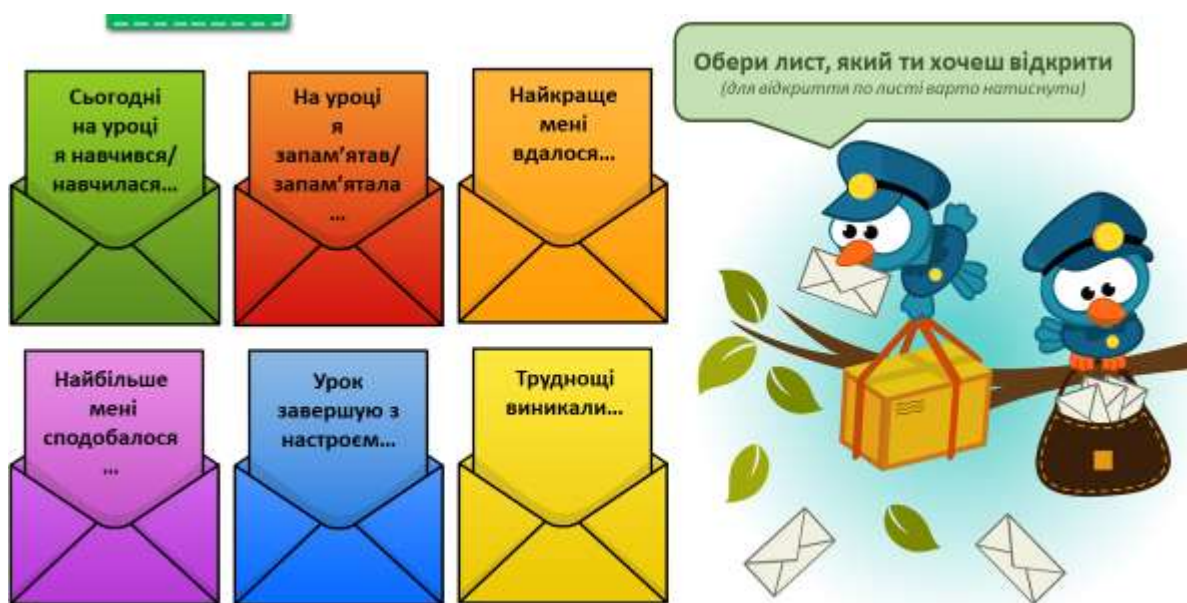 Сьогодні
на уроці
я навчився/
навчилася...
На уроці
я
запам'ятав/
запам'ятала
...
Найкраще
мені
вдалося...
Обери лист, який ти хочеш відкрити
(для відкриття по листі варто натиснути)
Найбільше
мені
сподобалося
...
Урок
завершую з
настроєм...
Труднощі
виникали...